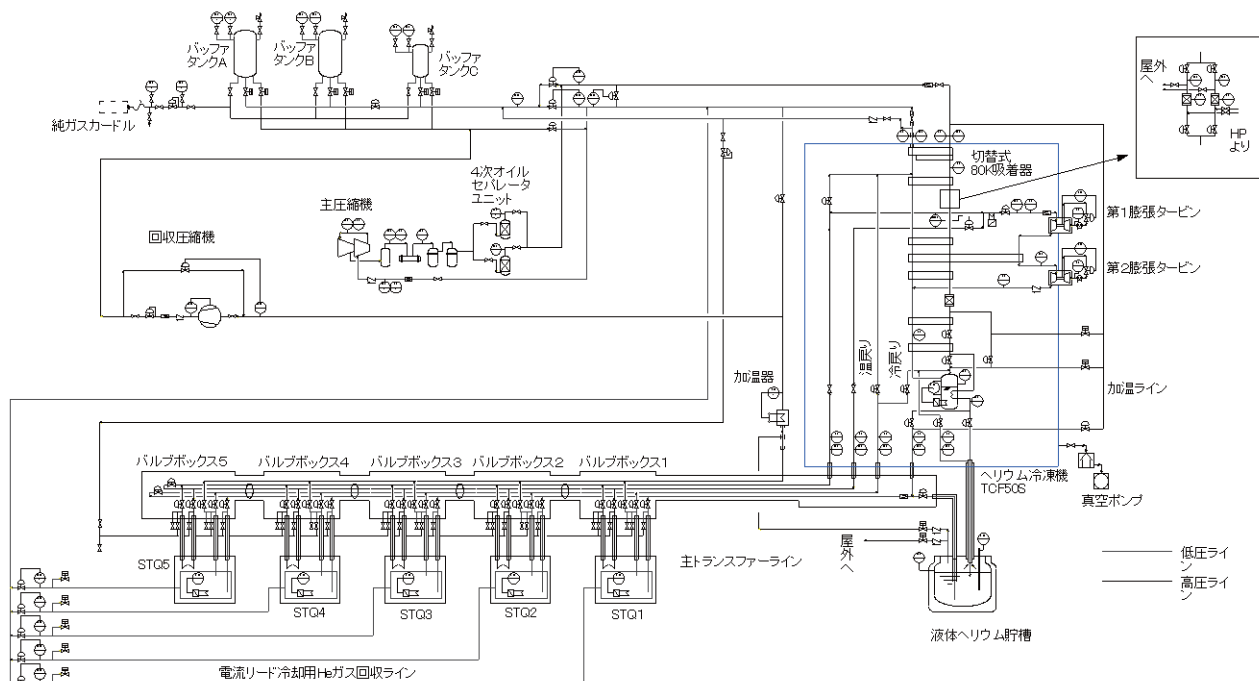 バッファ
タンクA
バッファ
タンクB
バッファ
タンクC
純ガスカードル
屋外
へ
HP
より
切替式
80K吸着器
4次オイル
セパレータ
ユニット
主圧縮機
回収圧縮機
第1膨張タービン
第2膨張タービン
温戻り
冷戻り
加温器
加温ライン
バルブボックス5
バルブボックス4
バルブボックス3
バルブボックス2
バルブボックス1
ヘリウム冷凍機
TCF50S
真空ポンプ
主トランスファーライン
屋外
へ
STQ5
STQ4
STQ3
STQ2
STQ1
低圧ライ
ン
高圧ライ
ン
液体ヘリウム貯槽
電流リード冷却用Heガス回収ライン